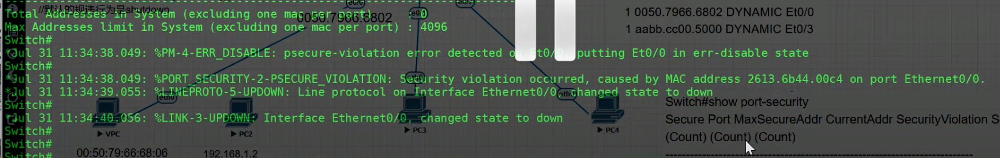 //默认的规违行为是shutdown
Total Addresses in System (excluding one mac per port) : 0
Max Addresses limit in System (excluding one mac per port) : 4096
Switch#
*Jul 31 11:34:38.049: %PM-4-ERR_DISABLE: psecure-violation error detected on Et0/0, putting Et0/0 in err-disable state
Switch#
*Jul 31 11:34:38.049: %PORT_SECURITY-2-PSECURE_VIOLATION: Security violation occurred, caused by MAC address 2613.6b44.00c4 on port Ethernet0/0.
*Jul 31 11:34:39.055: %LINEPROTO-5-UPDOWN: Line protocol on Interface Ethernet0/0, changed state to down
Switch#
*Jul 31 11:34:40.056: %LINK-3-UPDOWN: Interface Ethernet0/0, changed state to down
Switch#
Switch#
Switch#
e0/0
0050.7966.6802
e0/2
eth0
eth0
eth0
VPC
PC2
PC3
PC4
00:50:79:66:68:06
192.168.1.2
1 0050.7966.6802 DYNAMIC Et0/0
1 aabb.cc00.5000 DYNAMIC Et0/3
Switch#show port-security
Secure Port MaxSecureAddr CurrentAddr SecurityViolation S
(Count) (Count) (Count)